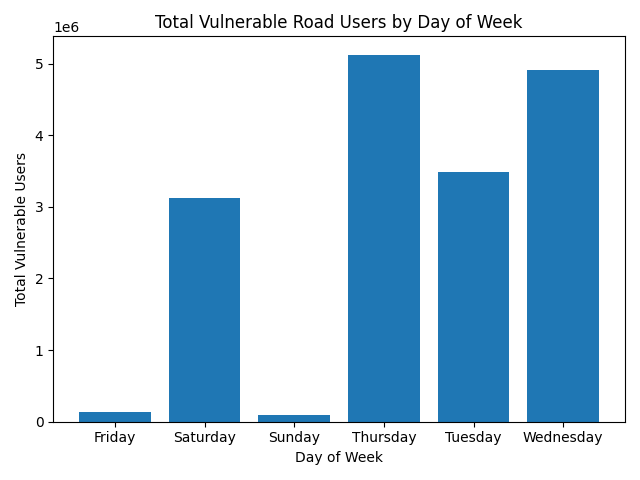 Total Vulnerable Road Users by Day of Week
1e6
Total Vulnerable Users
5
4
3
2
1
0
Friday Saturday Sunday Thursday Tuesday Wednesday
Day of Week